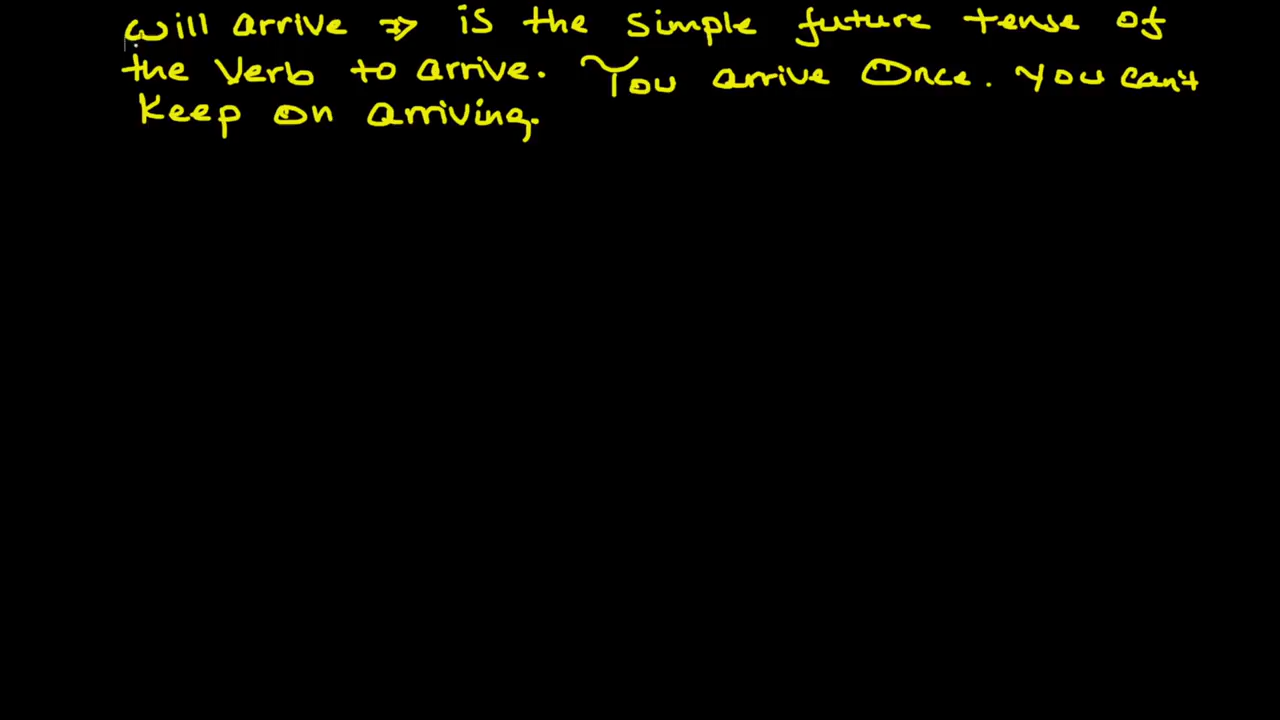 will arrive => is the simple future tense of
the verb to arrive. You arrive Once. You can't
Keep on arriving.